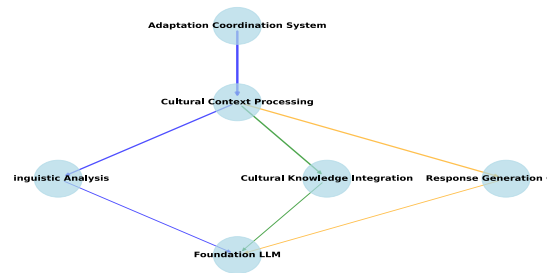 Adaptation Coordination System
Cultural Context Processing
inguistic Analysis
Cultural Knowledge Integration
Response Generation
Foundation LLM